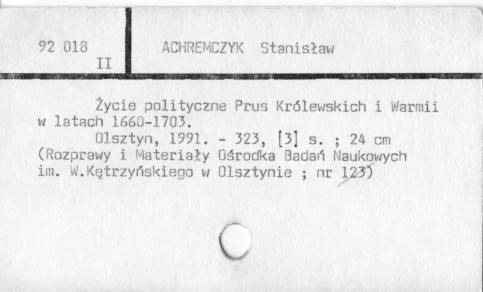 92 018
II
ACHREMCZYK Stanisław
Życie polityczne Prus Królewskich i Warmii
w latach 1660-1703.
Olsztyn, 1991. - 323, [3] s. ; 24 cm
(Rozprawy i Materiały Ośrodka Badań Naukowych
im. W.Kętrzyńskiego w Olsztynie ; nr 123)